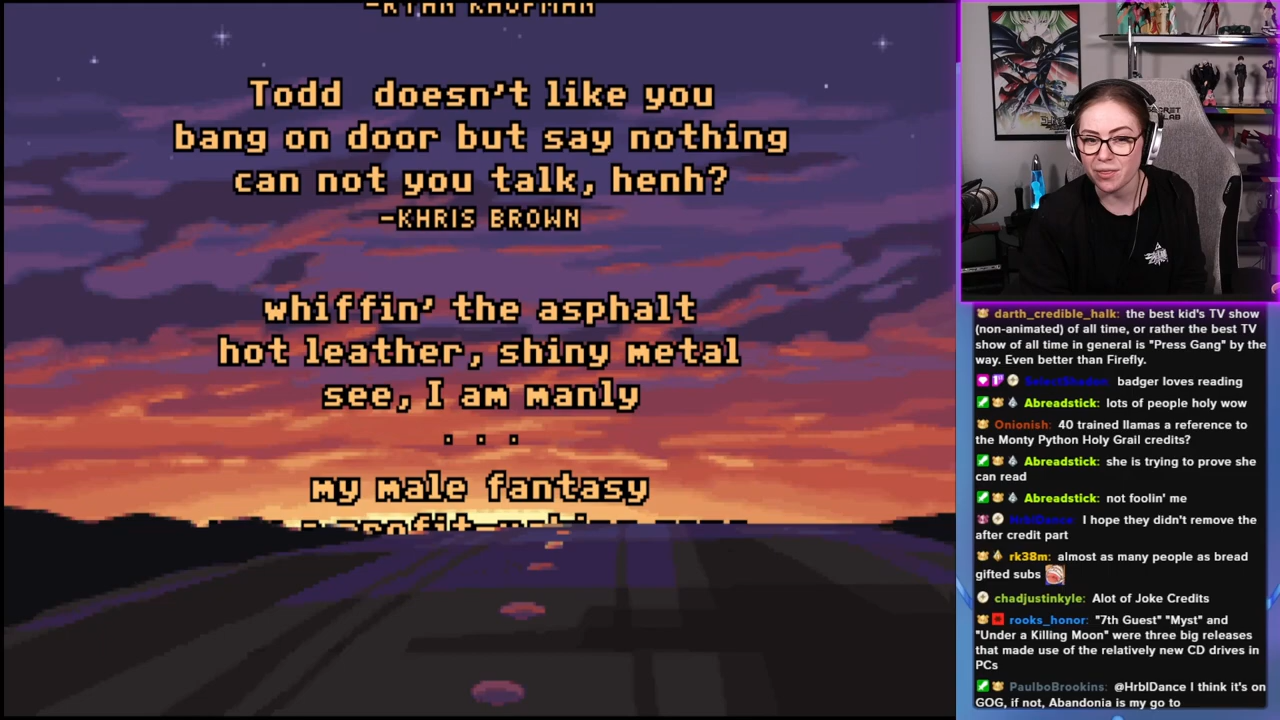 -RYAN KAUFMAN
Todd doesn't like you
bang on door but say nothing
can not you talk, henh?
-KHRIS BROWN
whiffin' the asphalt
hot leather, shiny metal
see, I am manly
. . .
my male fantasy
darth_credible_halk: the best kid's TV show
(non-animated) of all time, or rather the best TV
show of all time in general is "Press Gang" by the
way. Even better than Firefly.
badger loves reading
Abreadstick: lots of people holy wow
Onionish: 40 trained llamas a reference to
the Monty Python Holy Grail credits?
Abreadstick: she is trying to prove she
can read
Abreadstick: not foolin' me
HrblDance: I hope they didn't remove the
after credit part
rk38m: almost as many people as bread
gifted subs
chadjustinkyle: Alot of Joke Credits
rooks_honor: "7th Guest" "Myst" and
"Under a Killing Moon" were three big releases
that made use of the relatively new CD drives in
PCs
PaulboBrookins: @HrblDance I think it's on
GOG, if not, Abandonia is my go to